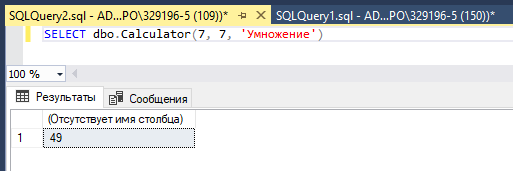 SQLQuery2.sql - AD...PO\329196-5 (109))* SQLQuery1.sql - AD...PO\329196-5 (150))*
SELECT dbo.Calculator(7, 7, 'Умножение')
100 %
Результаты Сообщения
(Отсутствует имя столбца)
1 49